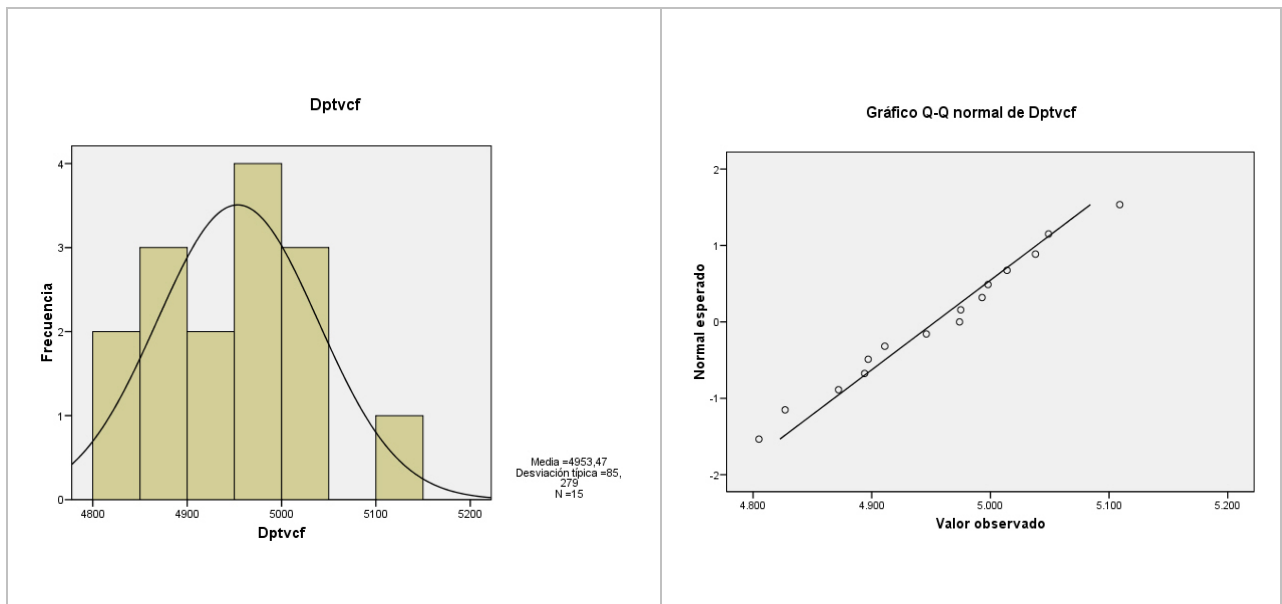 Dptvcf
Frecuencia
4
3
2
1
0
4800 4900 5000 5100 5200
Dptvcf
Media =4953,47
Desviación típica =85,
279
N =15
Gráfico Q-Q normal de Dptvcf
Normal esperado
2
1
0
-1
-2
4.800 4.900 5.000 5.100 5.200
Valor observado